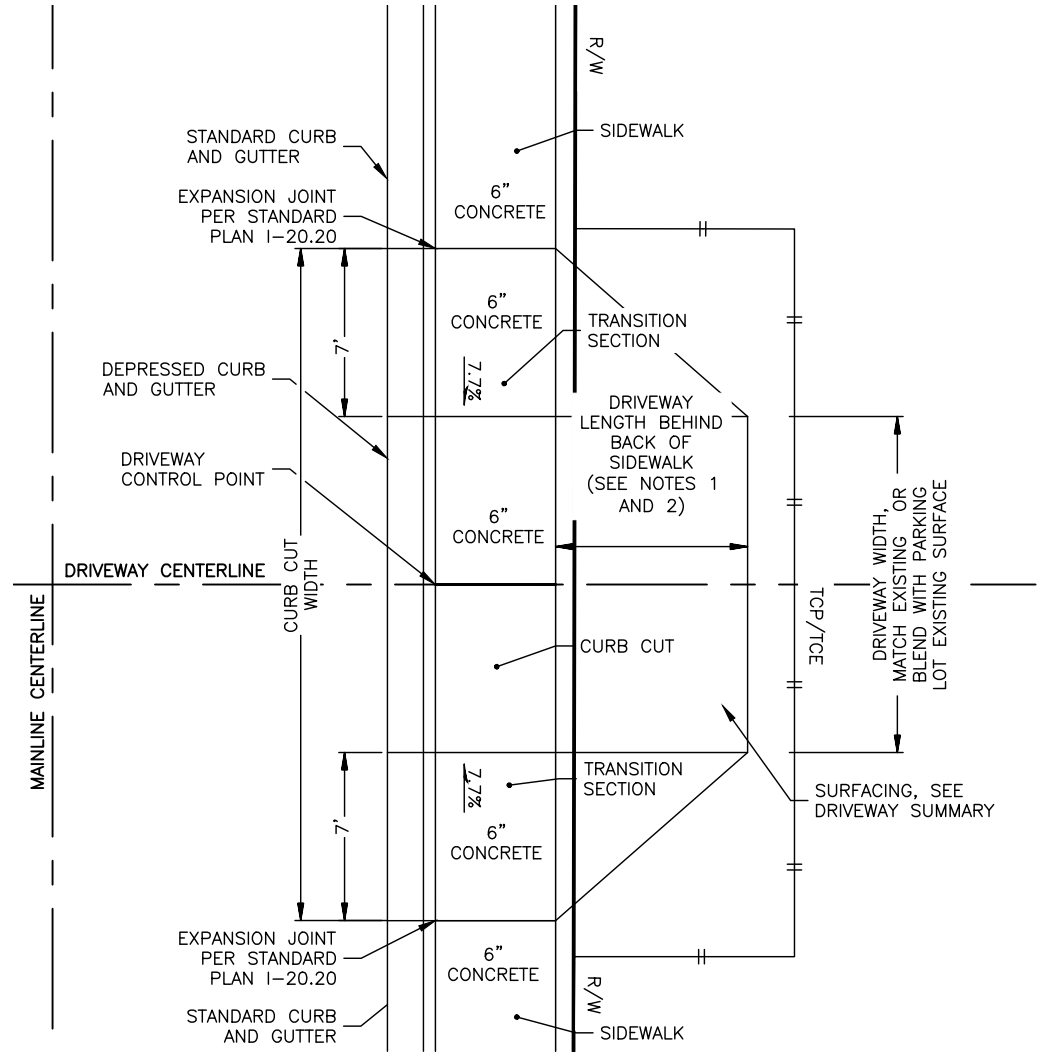 R/W
STANDARD CURB
AND GUTTER
SIDEWALK
EXPANSION JOINT
PER STANDARD
PLAN I-20.20
6"
CONCRETE
6"
CONCRETE
TRANSITION
SECTION
7'
7.7%
DEPRESSED CURB
AND GUTTER
DRIVEWAY
LENGTH BEHIND
BACK OF
SIDEWALK
(SEE NOTES 1
AND 2)
DRIVEWAY
CONTROL POINT
6"
CONCRETE
DRIVEWAY CENTERLINE
MAINLINE CENTERLINE
CURB CUT
WIDTH
TCP/TCE
DRIVEWAY WIDTH,
MATCH EXISTING OR
BLEND WITH PARKING
LOT EXISTING SURFACE
CURB CUT
7.7%
TRANSITION
SECTION
SURFACING, SEE
DRIVEWAY SUMMARY
7'
6"
CONCRETE
EXPANSION JOINT
PER STANDARD
PLAN I-20.20
6"
CONCRETE
R/W
STANDARD CURB
AND GUTTER
SIDEWALK